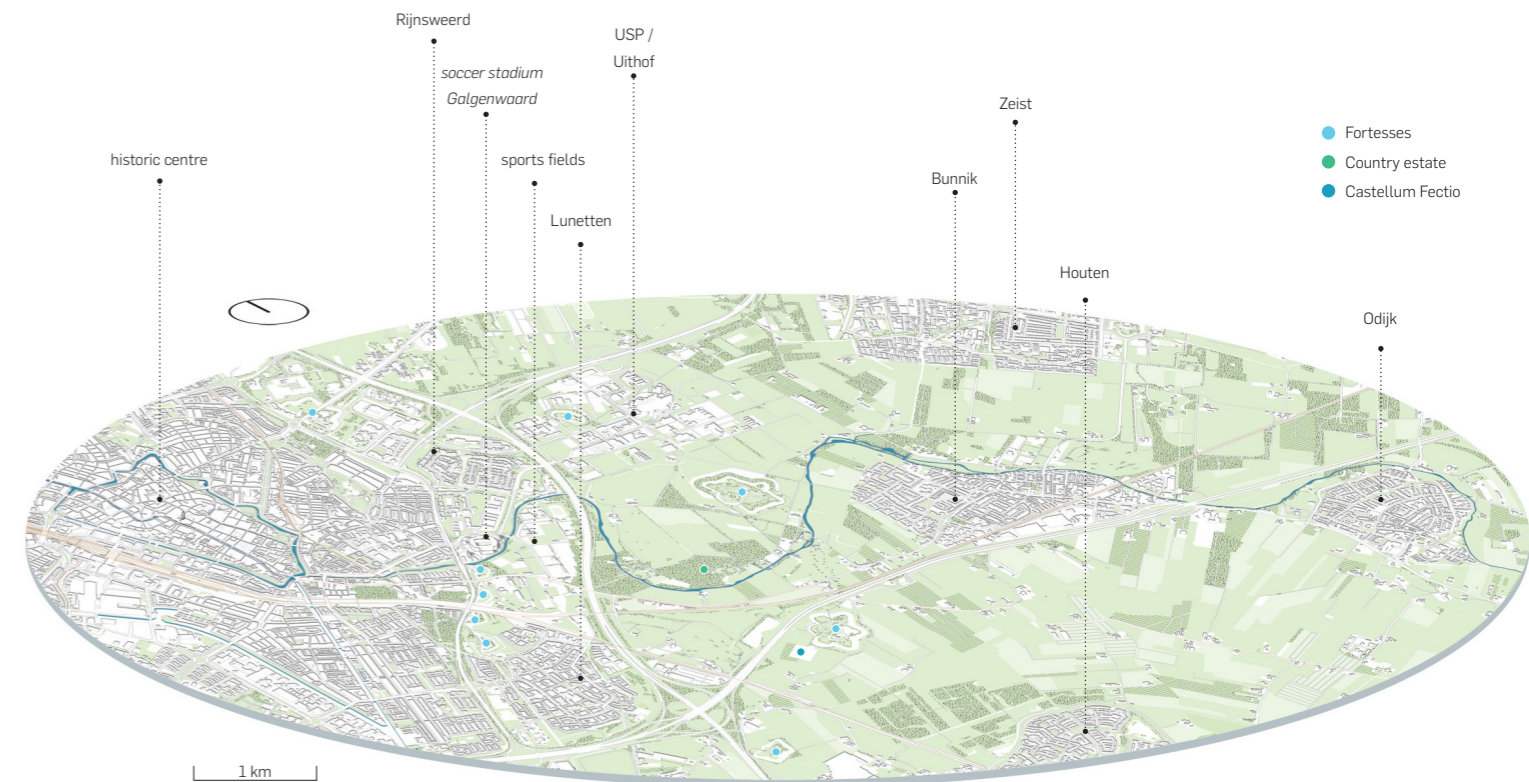 Rijnsweerd
soccer stadium
Galgenwaard
USP /
Uithof
Zeist
Fortesses
Country estate
Castellum Fectio
historic centre
sports fields
Bunnik
Lunetten
Houten
Odijk
1 km